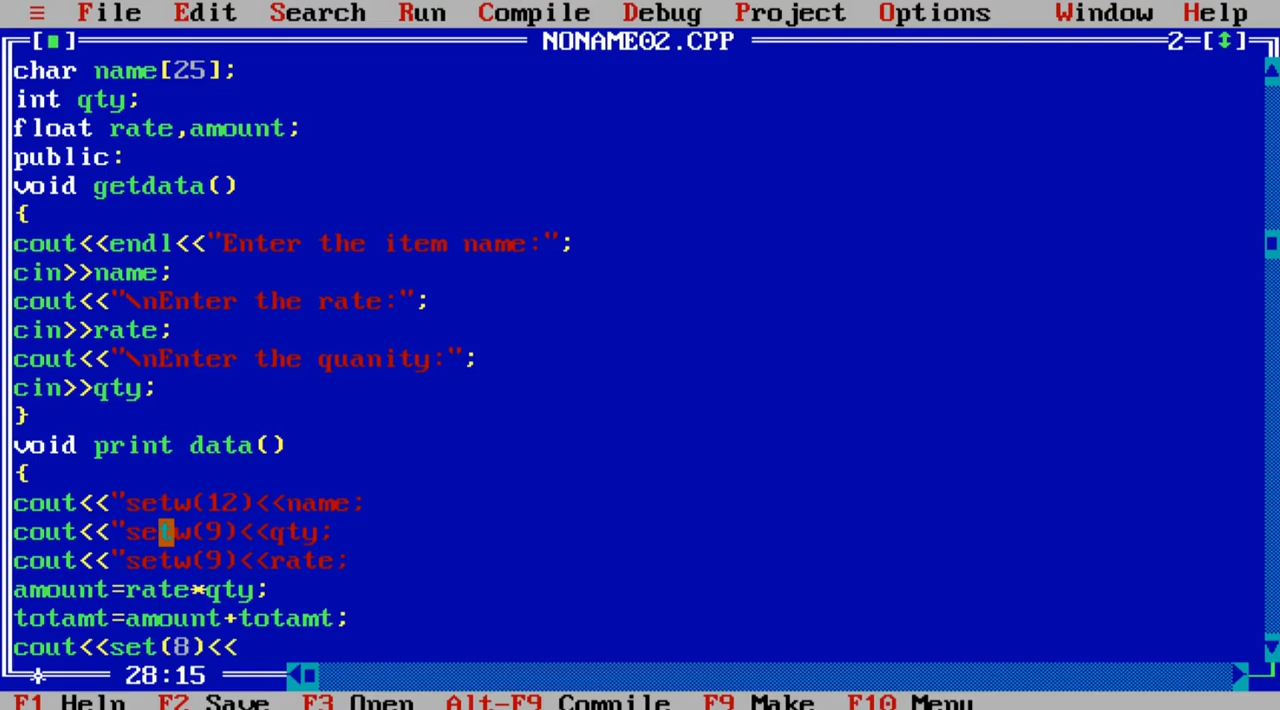 ≡ File Edit Search Run Compile Debug Project Options Window Help
[■] NONAME02.CPP 2=[↕]
char name[25];
int qty;
float rate,amount;
public:
void getdata()
{
cout<<endl<<"Enter the item name:";
cin>>name;
cout<<"\nEnter the rate:";
cin>>rate;
cout<<"\nEnter the quanity:";
cin>>qty;
}
void print data()
{
cout<<"setw(12)<<name;
cout<<"setw(9)<<qty;
cout<<"setw(9)<<rate;
amount=rate*qty;
totamt=amount+totamt;
cout<<set(8)<<
28:15
F1 Help F2 Save F3 Open Alt-F9 Compile F9 Make F10 Menu